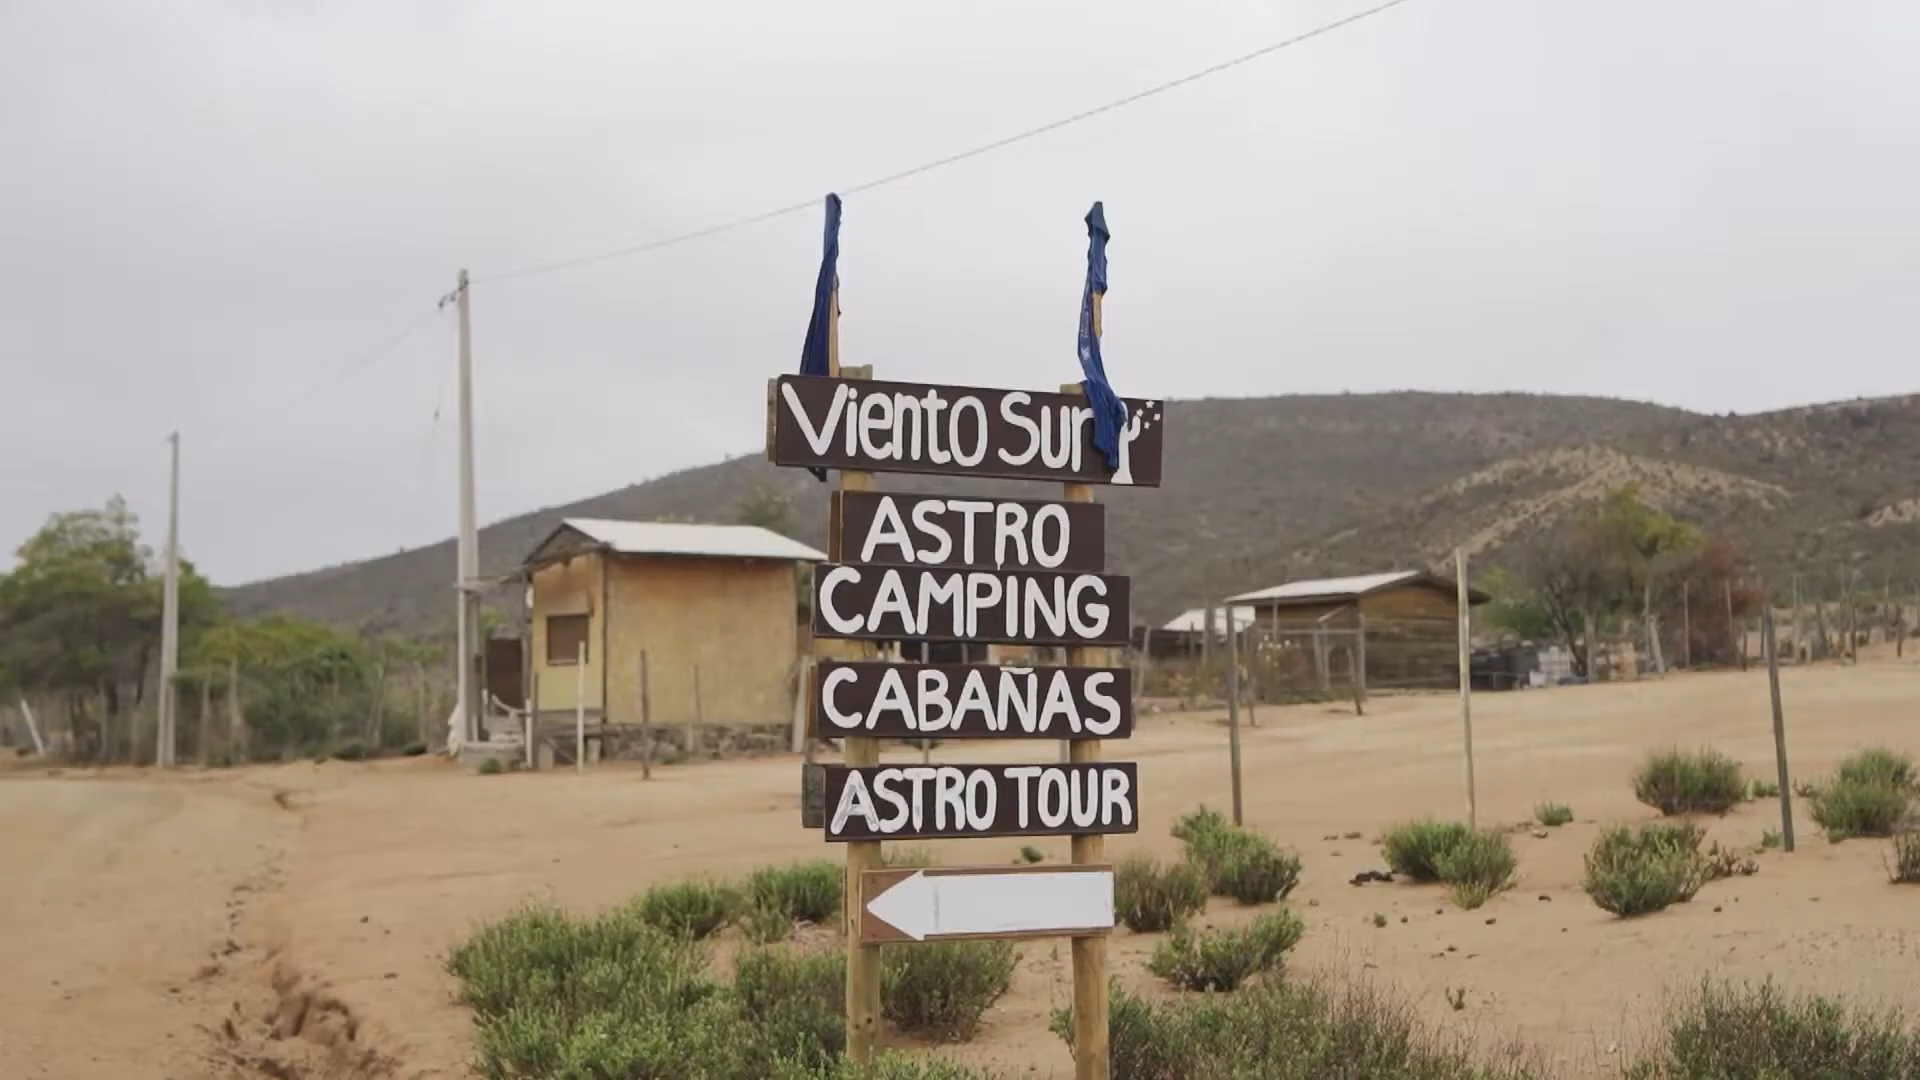 Viento Sur
ASTRO
CAMPING
CABAÑAS
ASTRO TOUR